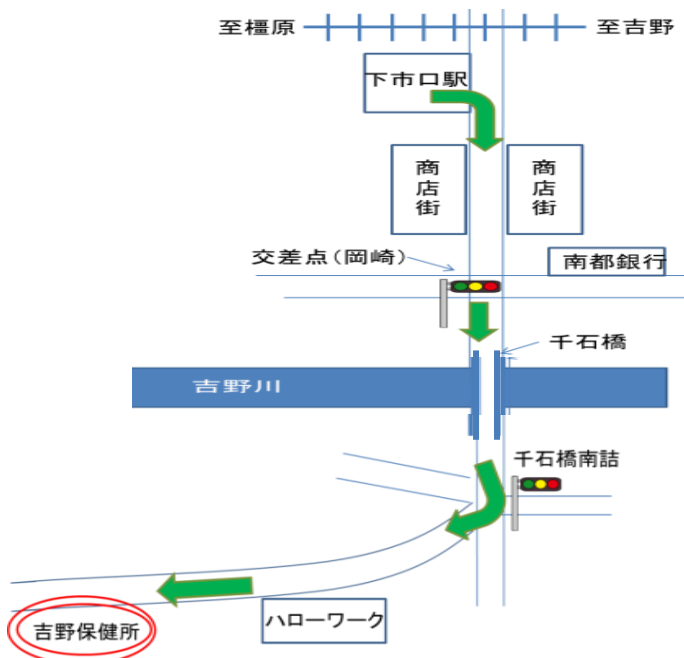 至橿原
至吉野
下市口駅
商店街
商店街
交差点(岡崎)
南都銀行
千石橋
吉野川
千石橋南詰
吉野保健所
ハローワーク